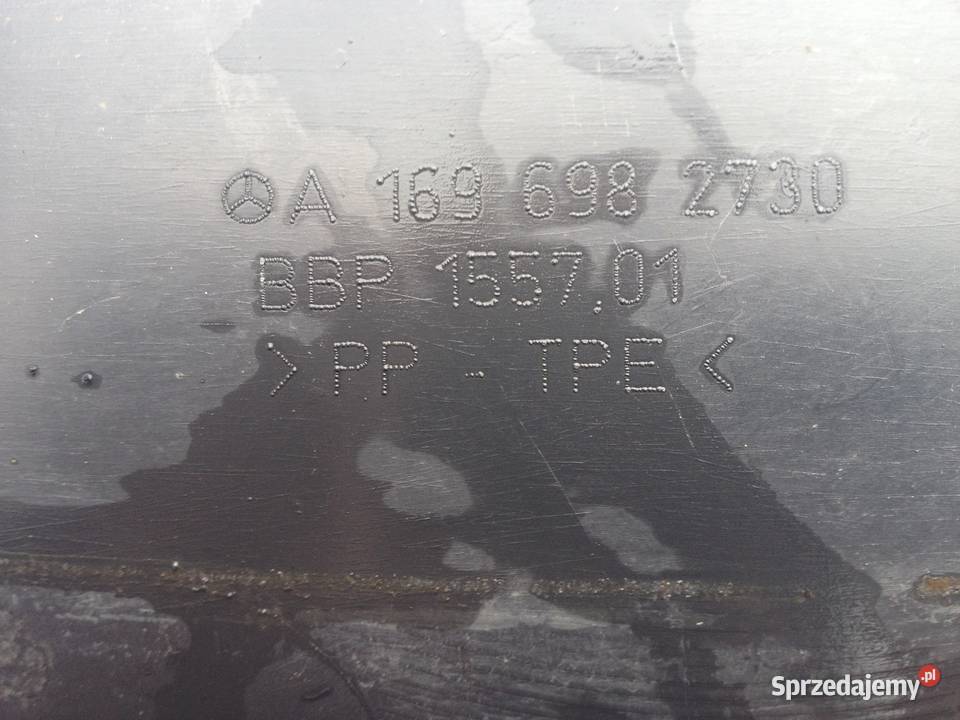 A 169 698 2730
BBP 1557.01
>PP - TPE<
Sprzedajemy.pl